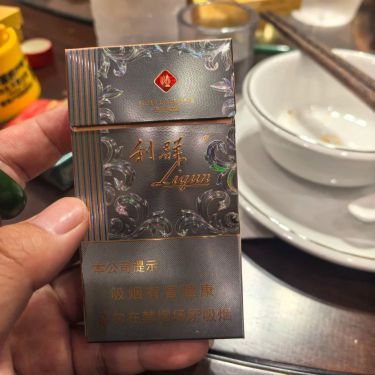 利群
Liqun
本公司提示
吸烟有害健康
请勿在禁烟场所吸烟